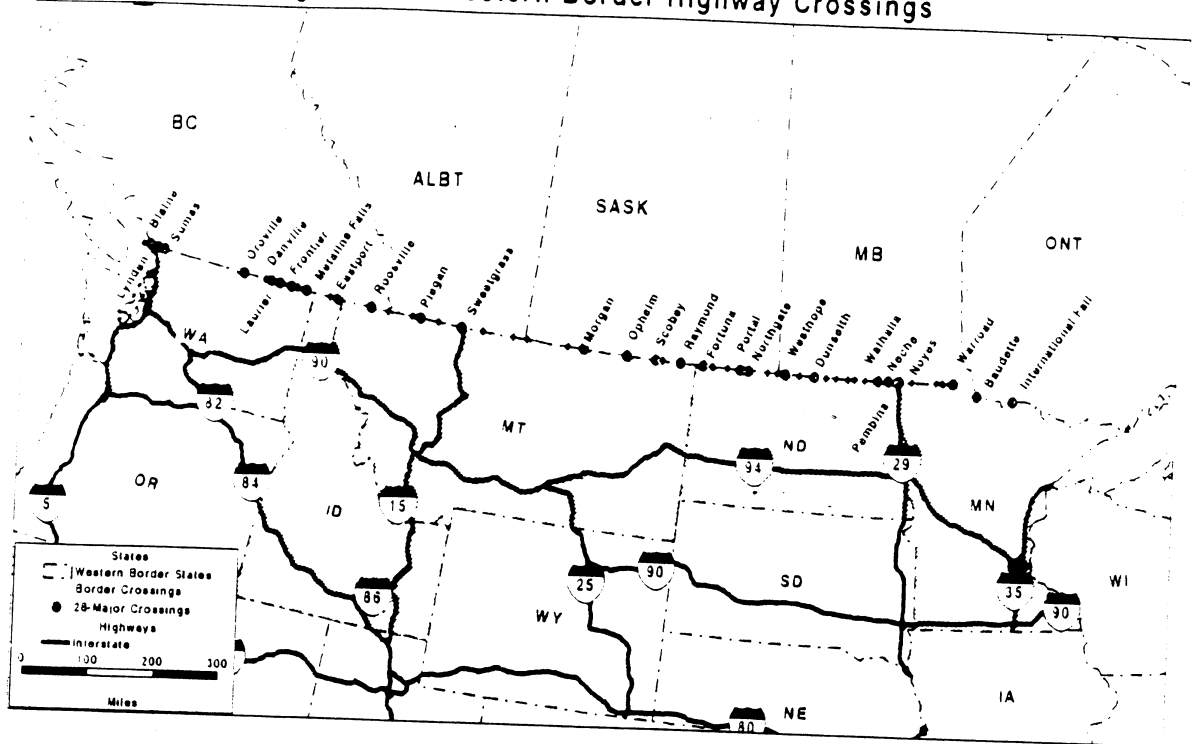 Border Highway Crossings
BC
ALBT
SASK
MB
ONT
Blaine
Sumas
Lynden
Oroville
Danville
Frontier
Metaline Falls
Eastport
Laurier
Roosville
Piegan
Sweetgrass
Morgan
Opheim
Scobey
Raymond
Fortuna
Portal
Northgate
Westhope
Dunseith
Walhalla
Neche
Noyes
Pembina
Warroad
Baudette
International Fall
WA
90
82
MT
ND
94
29
OR
84
ID
15
MN
5
86
25
90
SD
35
90
WI
WY
IA
NE
80
States
Western Border States
Border Crossings
28-Major Crossings
Highways
Interstate
0 100 200 300
Miles